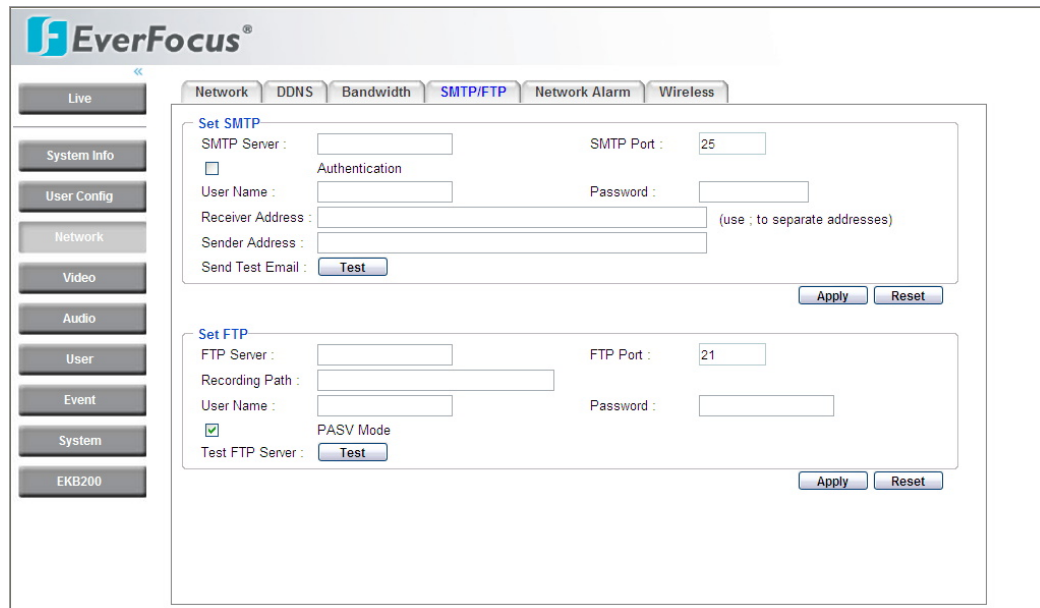 EverFocus®
«
Live
System Info
User Config
Network
Video
Audio
User
Event
System
EKB200
Network DDNS Bandwidth SMTP/FTP Network Alarm Wireless
Set SMTP
SMTP Server : SMTP Port : 25
Authentication
User Name : Password :
Receiver Address : (use ; to separate addresses)
Sender Address :
Send Test Email : Test
Apply Reset
Set FTP
FTP Server : FTP Port : 21
Recording Path :
User Name : Password :
PASV Mode
Test FTP Server : Test
Apply Reset